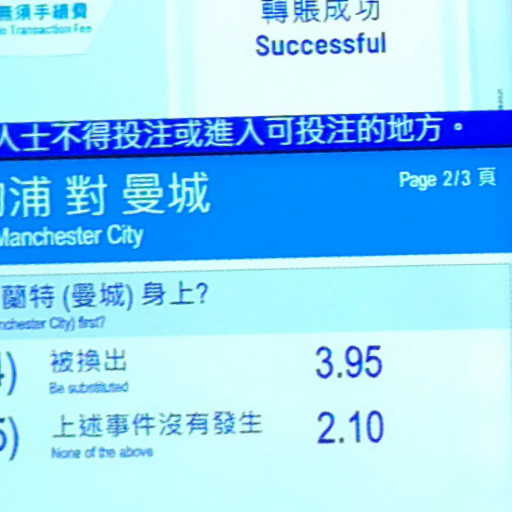 無須手續費
Transaction Fee
轉賬成功
Successful
人士不得投注或進入可投注的地方。
浦 對 曼城
Page 2/3 頁
Manchester City
蘭特 (曼城) 身上?
City) first?
4) 被換出 3.95
Be substituted
5) 上述事件沒有發生 2.10
None of the above